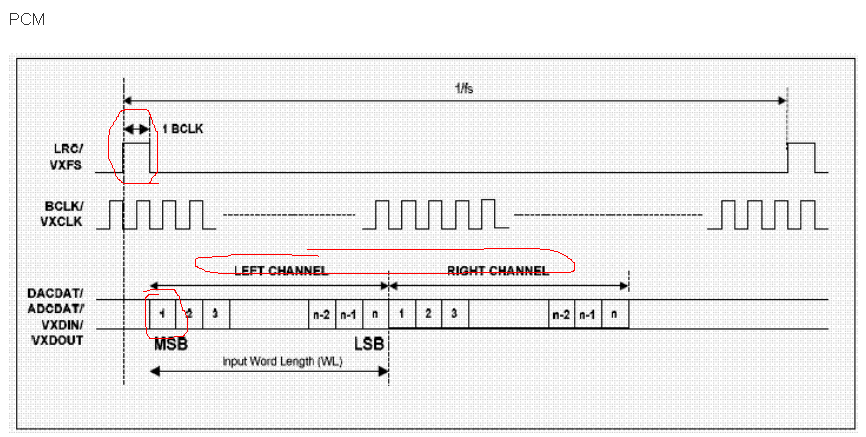 PCM
1/fs
1 BCLK
LRC/
VXFS
BCLK/
VXCLK
LEFT CHANNEL RIGHT CHANNEL
DACDAT/
ADCDAT/
VXDIN/
VXDOUT
1 2 3 n-2 n-1 n 1 2 3 n-2 n-1 n
MSB LSB
Input Word Length (WL)